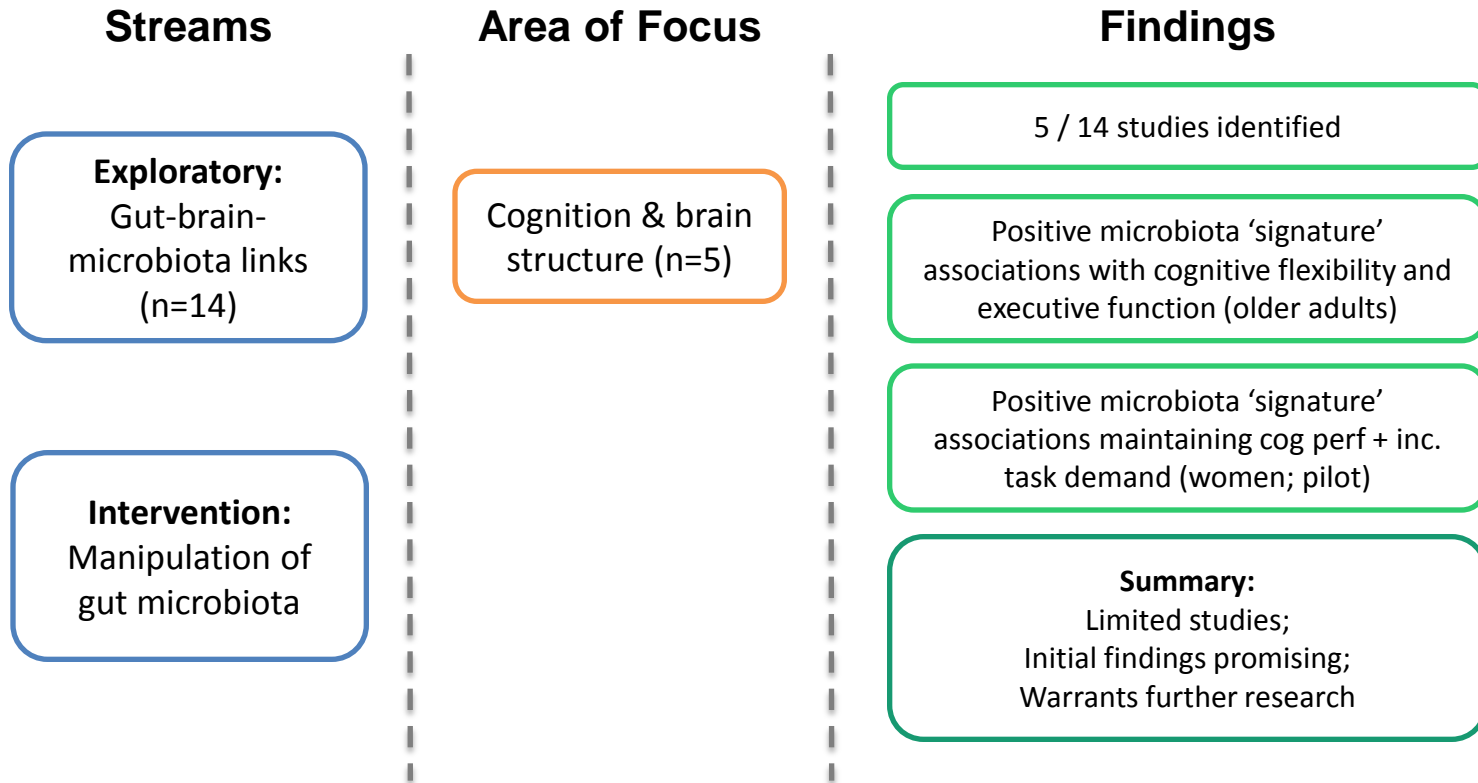 Streams
Area of Focus
Findings
Exploratory:
Gut-brain-
microbiota links
(n=14)
Intervention:
Manipulation of
gut microbiota
Cognition & brain
structure (n=5)
5 / 14 studies identified
Positive microbiota ‘signature’
associations with cognitive flexibility and
executive function (older adults)
Positive microbiota ‘signature’
associations maintaining cog perf + inc.
task demand (women; pilot)
Summary:
Limited studies;
Initial findings promising;
Warrants further research